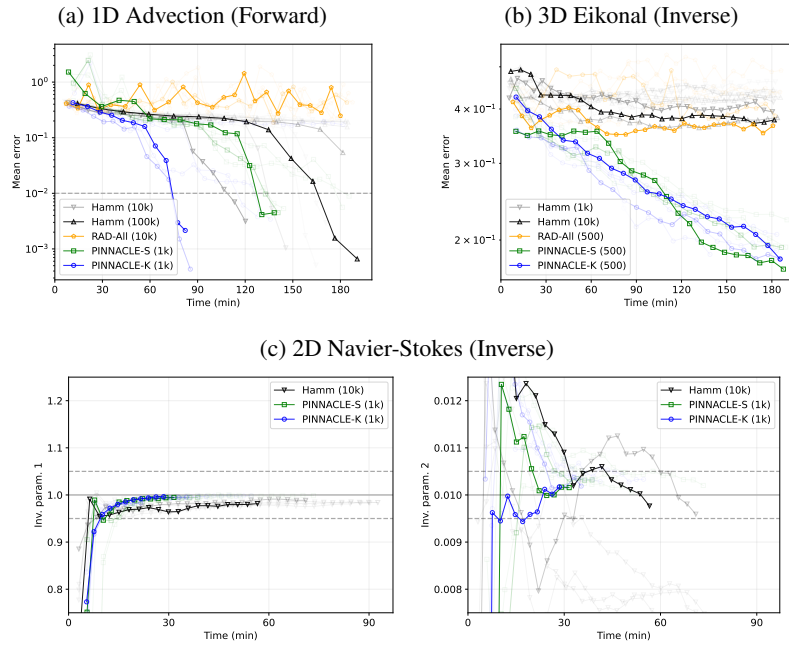 (a) 1D Advection (Forward)
(b) 3D Eikonal (Inverse)
Mean error
10⁰
10⁻¹
10⁻²
10⁻³
Hamm (10k)
Hamm (100k)
RAD-All (10k)
PINNACLE-S (1k)
PINNACLE-K (1k)
0 30 60 90 120 150 180
Time (min)
Mean error
4 × 10⁻¹
3 × 10⁻¹
2 × 10⁻¹
Hamm (1k)
Hamm (10k)
RAD-All (500)
PINNACLE-S (500)
PINNACLE-K (500)
0 30 60 90 120 150 180
Time (min)
(c) 2D Navier-Stokes (Inverse)
Inv. param. 1
1.2
1.1
1.0
0.9
0.8
Hamm (10k)
PINNACLE-S (1k)
PINNACLE-K (1k)
0 30 60 90
Time (min)
Inv. param. 2
0.012
0.011
0.010
0.009
0.008
Hamm (10k)
PINNACLE-S (1k)
PINNACLE-K (1k)
0 30 60 90
Time (min)